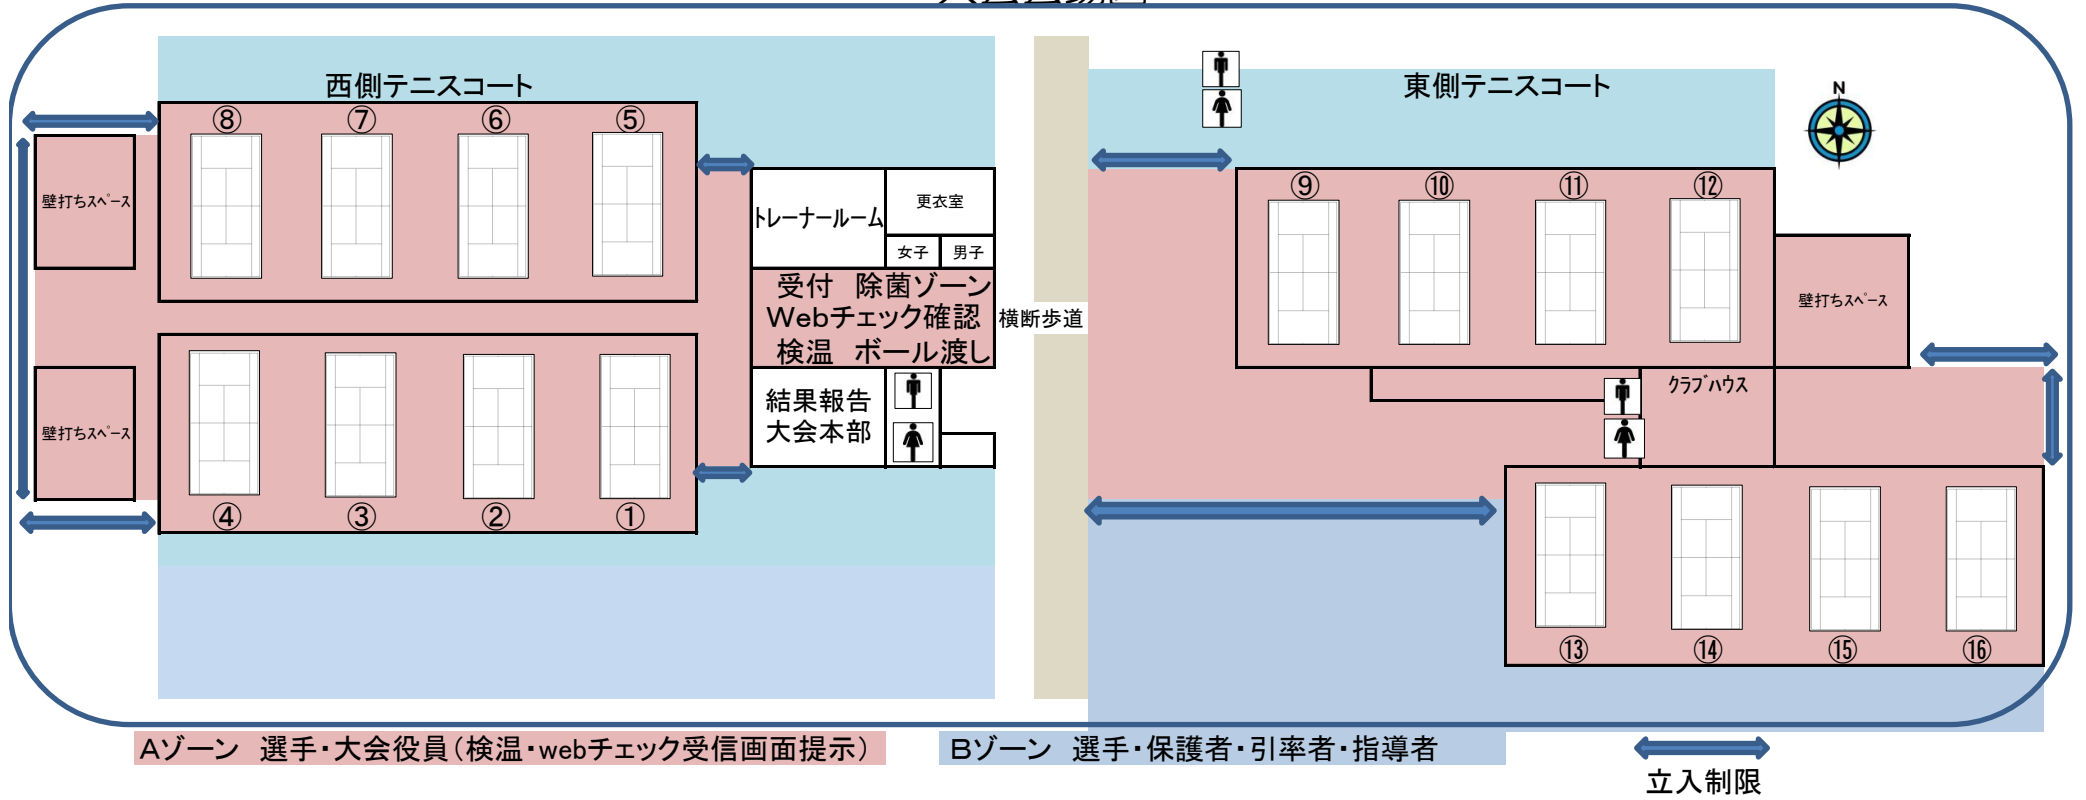 西側テニスコート
⑧ ⑦ ⑥ ⑤
壁打ちスペース
壁打ちスペース
④ ③ ② ①
トレーナールーム
更衣室
女子 男子
受付 除菌ゾーン
Webチェック確認
検温 ボール渡し
結果報告
大会本部
横断歩道
東側テニスコート
N
⑨ ⑩ ⑪ ⑫
壁打ちスペース
クラブハウス
⑬ ⑭ ⑮ ⑯
Aゾーン 選手・大会役員(検温・webチェック受信画面提示)
Bゾーン 選手・保護者・引率者・指導者
立入制限